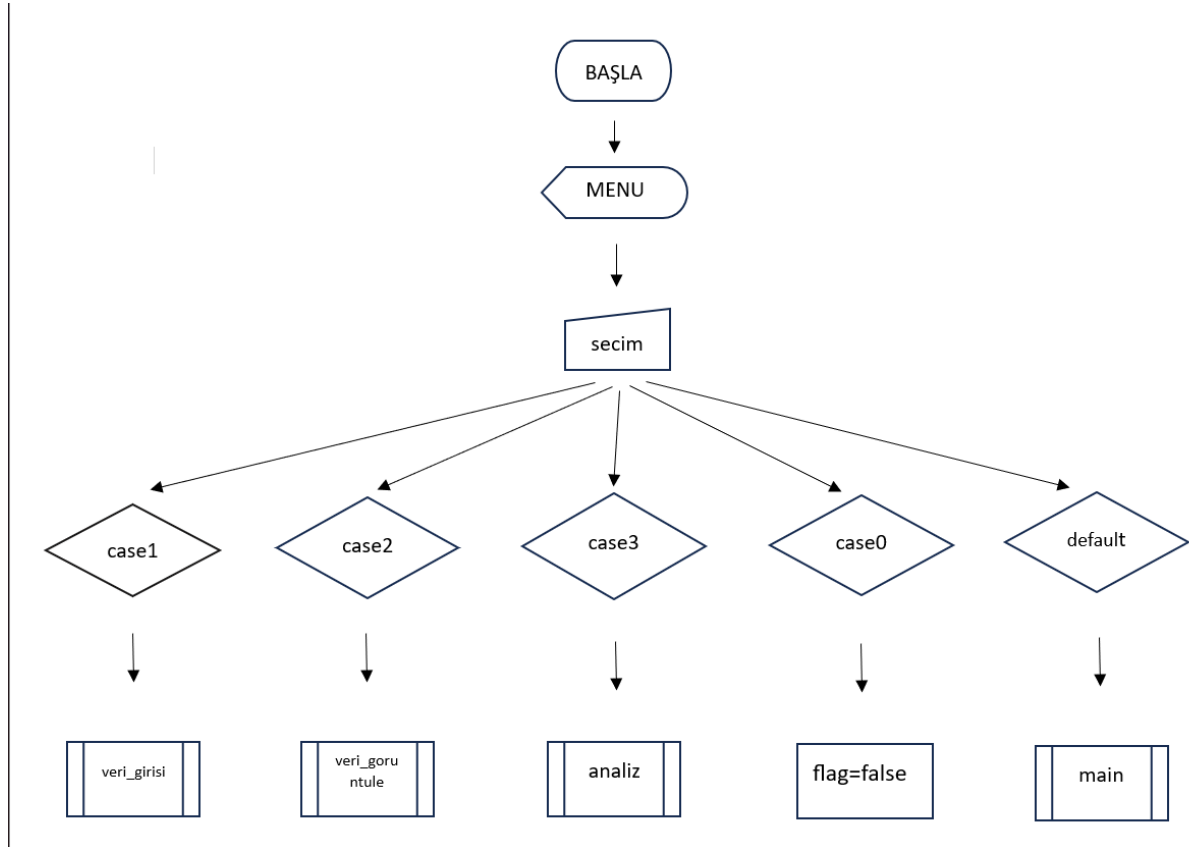 BAŞLA
MENU
secim
case1
case2
case3
case0
default
veri_girisi
veri_goru
ntule
analiz
flag=false
main